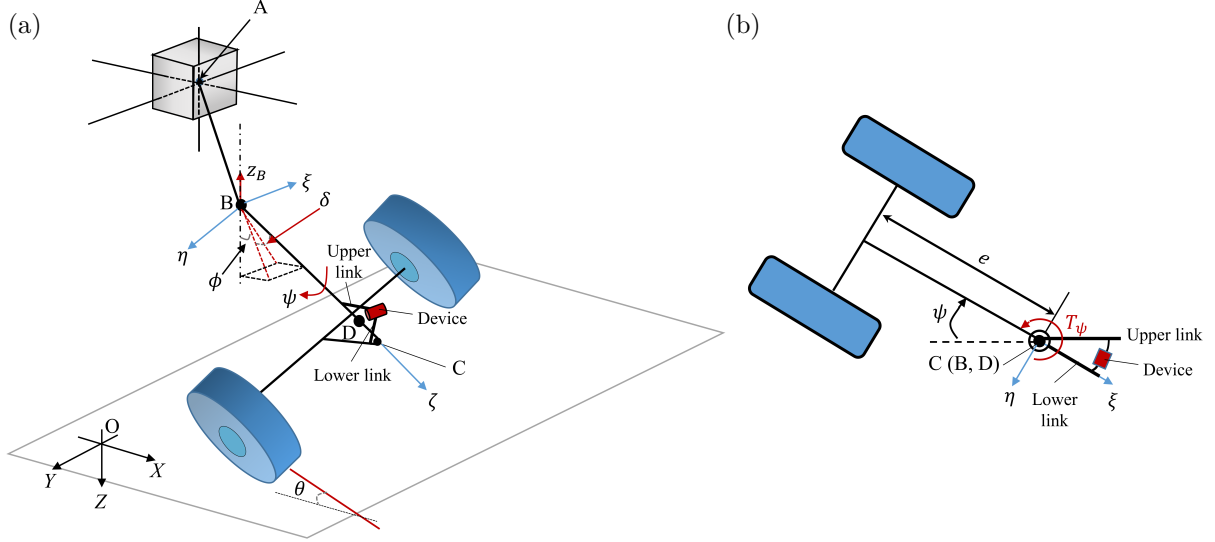 (a)
A
z_B
B
ξ
δ
η
ϕ
Upper
link
ψ
Device
D
Lower link
C
ζ
O
Y
X
Z
θ
(b)
e
ψ
T_ψ
Upper link
C (B, D)
Device
η
Lower
link
ξ